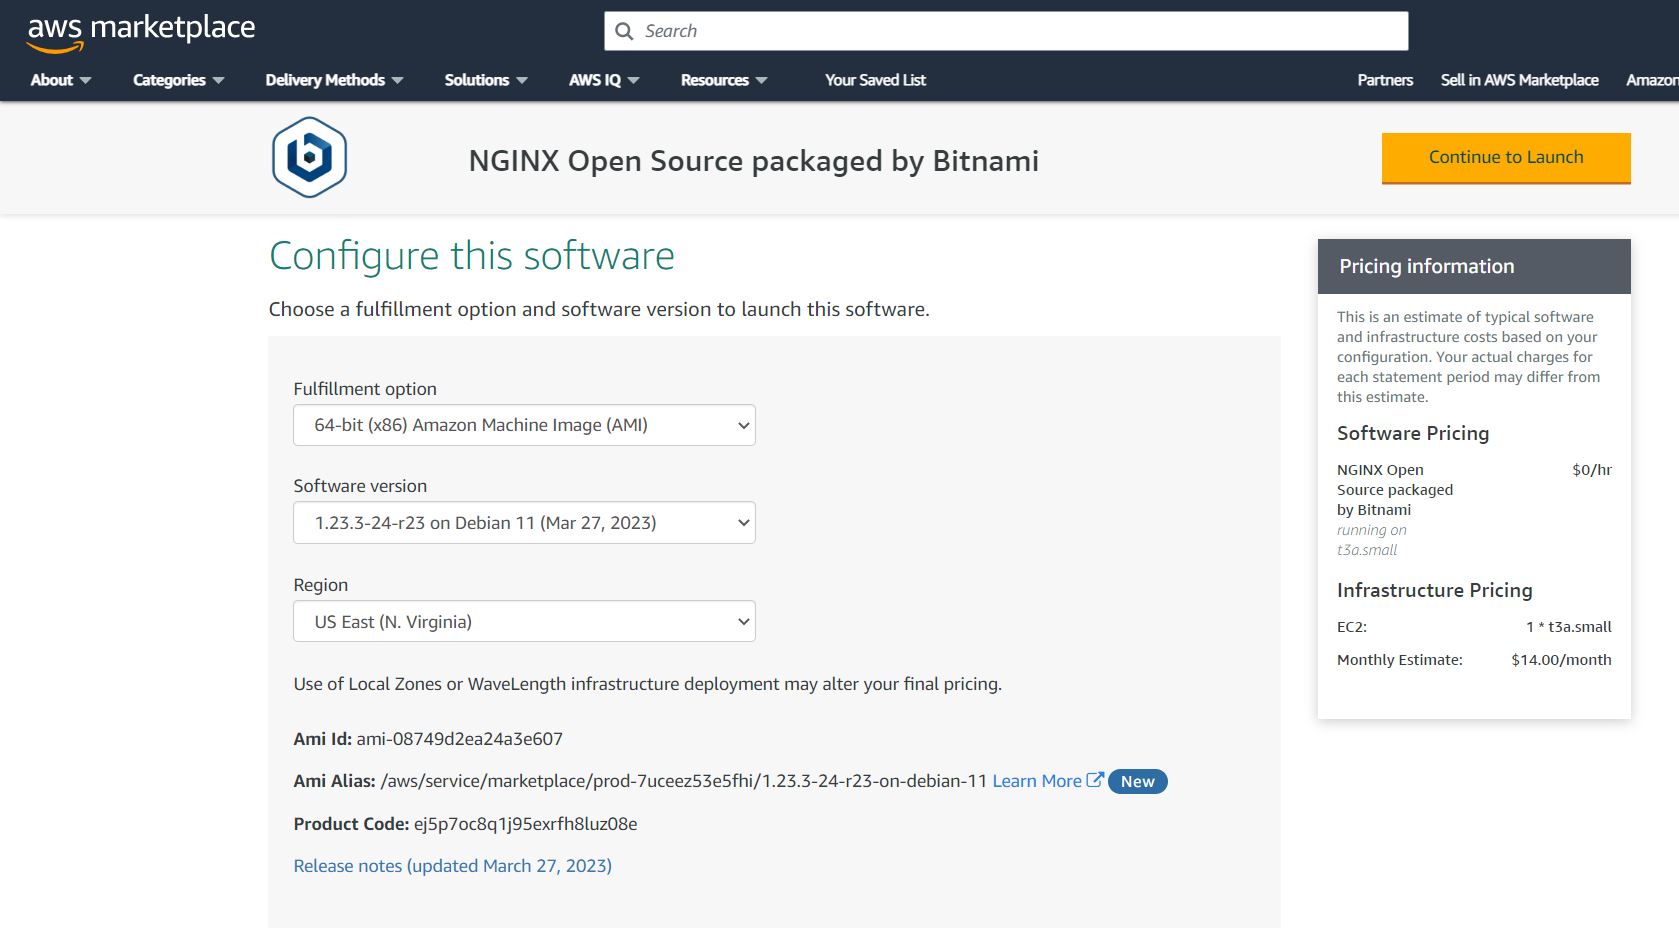 aws marketplace
Search
About
Categories
Delivery Methods
Solutions
AWS IQ
Resources
Your Saved List
Partners
Sell in AWS Marketplace
Amazon
NGINX Open Source packaged by Bitnami
Continue to Launch
Configure this software
Choose a fulfillment option and software version to launch this software.
Fulfillment option
64-bit (x86) Amazon Machine Image (AMI)
Software version
1.23.3-24-r23 on Debian 11 (Mar 27, 2023)
Region
US East (N. Virginia)
Use of Local Zones or WaveLength infrastructure deployment may alter your final pricing.
Ami Id: ami-08749d2ea24a3e607
Ami Alias: /aws/service/marketplace/prod-7uceez53e5fhi/1.23.3-24-r23-on-debian-11 Learn More New
Product Code: ej5p7oc8q1j95exrfh8luz08e
Release notes (updated March 27, 2023)
Pricing information
This is an estimate of typical software
and infrastructure costs based on your
configuration. Your actual charges for
each statement period may differ from
this estimate.
Software Pricing
NGINX Open $0/hr
Source packaged
by Bitnami
running on
t3a.small
Infrastructure Pricing
EC2: 1 * t3a.small
Monthly Estimate: $14.00/month